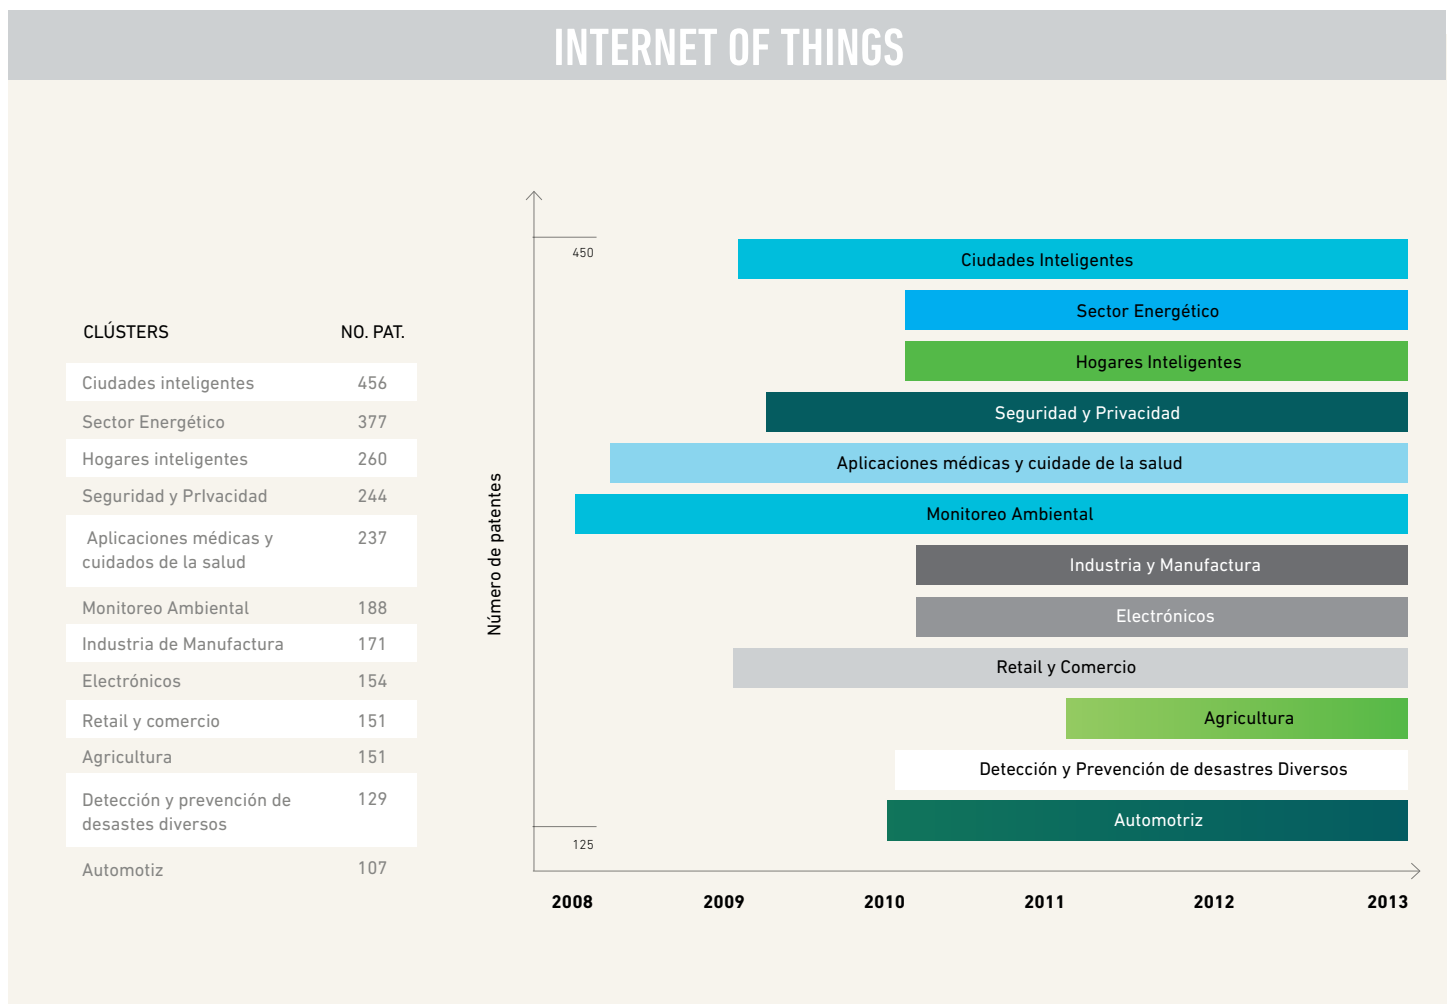 INTERNET OF THINGS
CLÚSTERS NO. PAT.
Ciudades inteligentes 456
Sector Energético 377
Hogares inteligentes 260
Seguridad y PrIvacidad 244
Aplicaciones médicas y 237
cuidados de la salud
Monitoreo Ambiental 188
Industria de Manufactura 171
Electrónicos 154
Retail y comercio 151
Agricultura 151
Detección y prevención de 129
desastes diversos
Automotiz 107
Número de patentes
450
Ciudades Inteligentes
Sector Energético
Hogares Inteligentes
Seguridad y Privacidad
Aplicaciones médicas y cuidade de la salud
Monitoreo Ambiental
Industria y Manufactura
Electrónicos
Retail y Comercio
Agricultura
Detección y Prevención de desastres Diversos
Automotriz
125
2008 2009 2010 2011 2012 2013